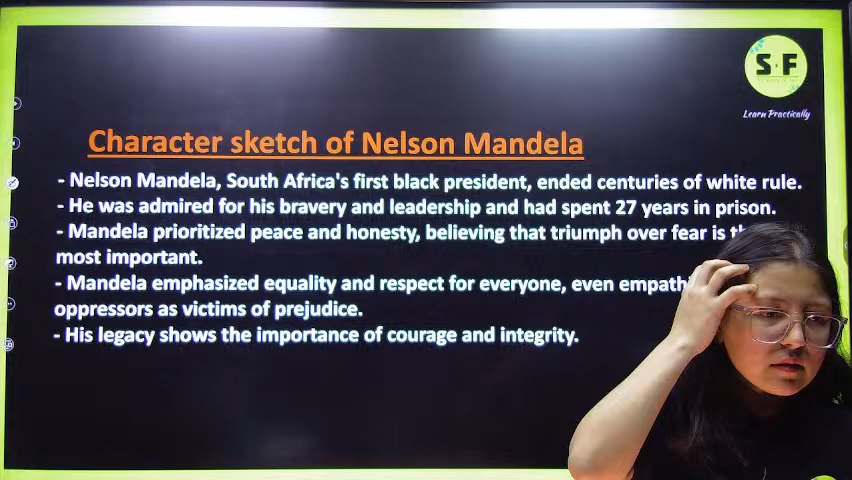 S F
Learn Practically
Character sketch of Nelson Mandela
- Nelson Mandela, South Africa's first black president, ended centuries of white rule.
- He was admired for his bravery and leadership and had spent 27 years in prison.
- Mandela prioritized peace and honesty, believing that triumph over fear is
most important.
- Mandela emphasized equality and respect for everyone, even
oppressors as victims of prejudice.
- His legacy shows the importance of courage and integrity.